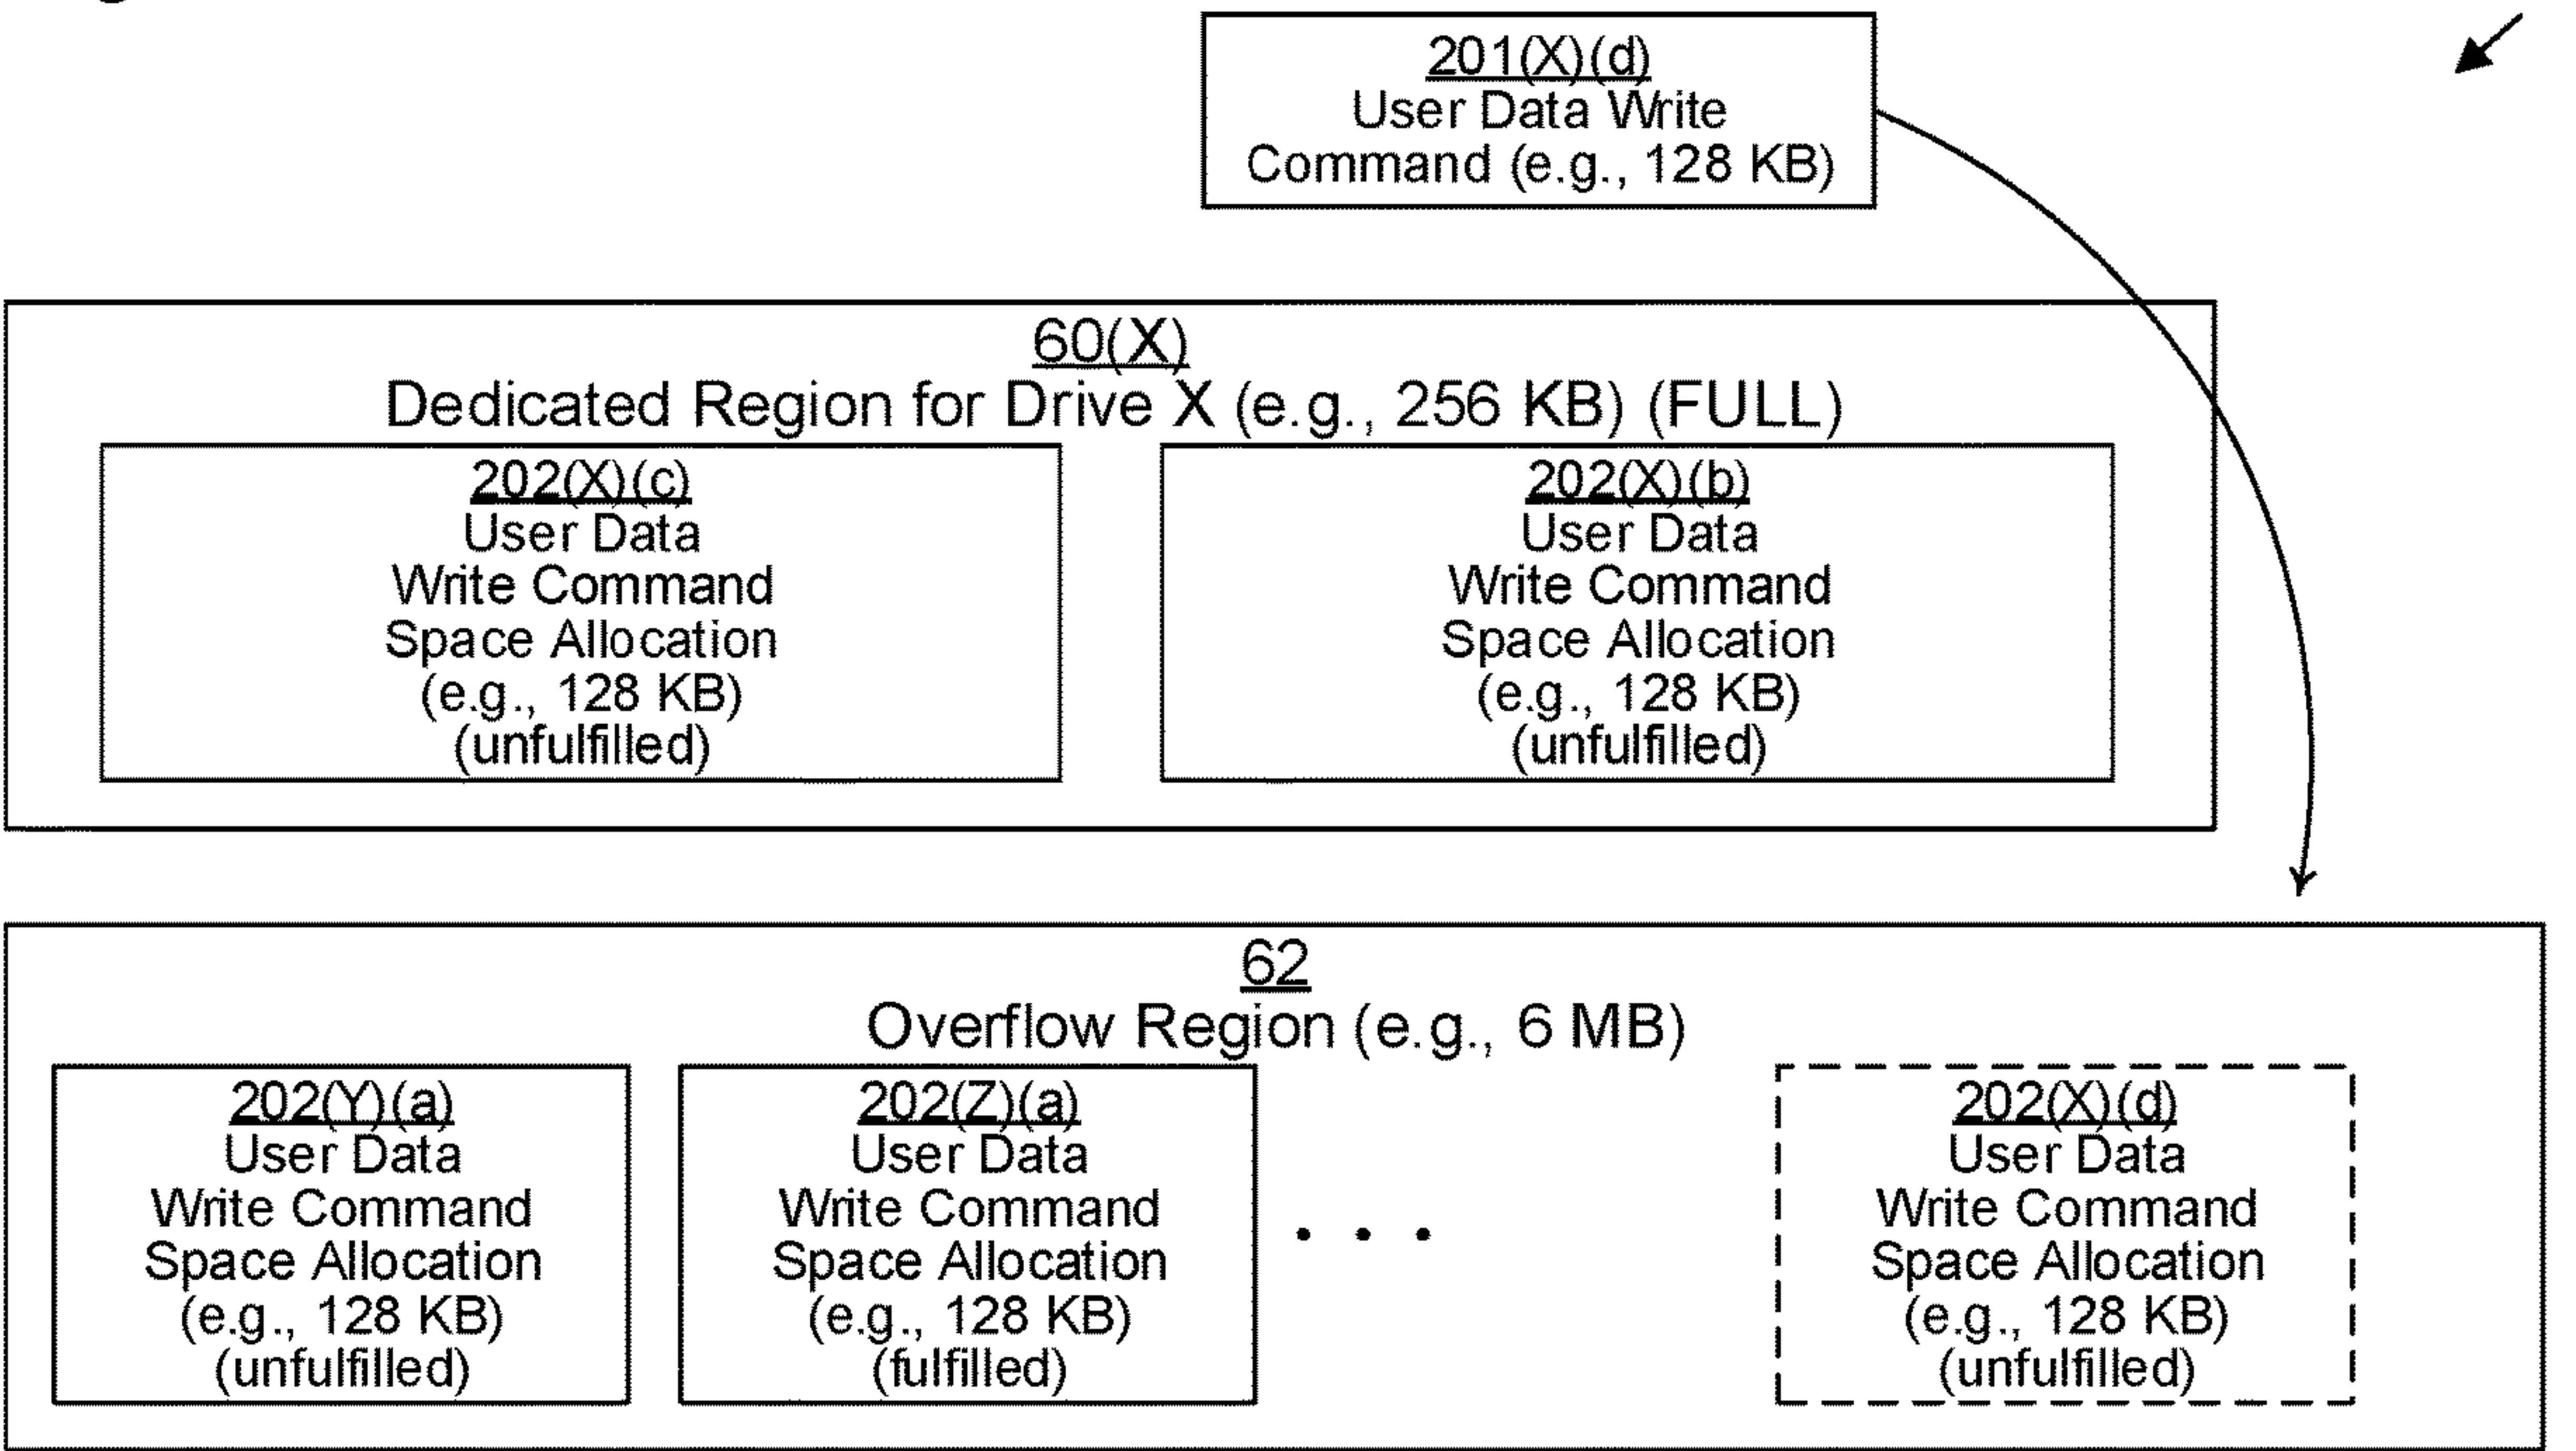 201(X)(d)
User Data Write
Command (e.g., 128 KB)
60(X)
Dedicated Region for Drive X (e.g., 256 KB) (FULL)
202(X)(c)
User Data
Write Command
Space Allocation
(e.g., 128 KB)
(unfulfilled)
202(X)(b)
User Data
Write Command
Space Allocation
(e.g., 128 KB)
(unfulfilled)
62
Overflow Region (e.g., 6 MB)
202(Y)(a)
User Data
Write Command
Space Allocation
(e.g., 128 KB)
(unfulfilled)
202(Z)(a)
User Data
Write Command
Space Allocation
(e.g., 128 KB)
(fulfilled)
. . .
202(X)(d)
User Data
Write Command
Space Allocation
(e.g., 128 KB)
(unfulfilled)